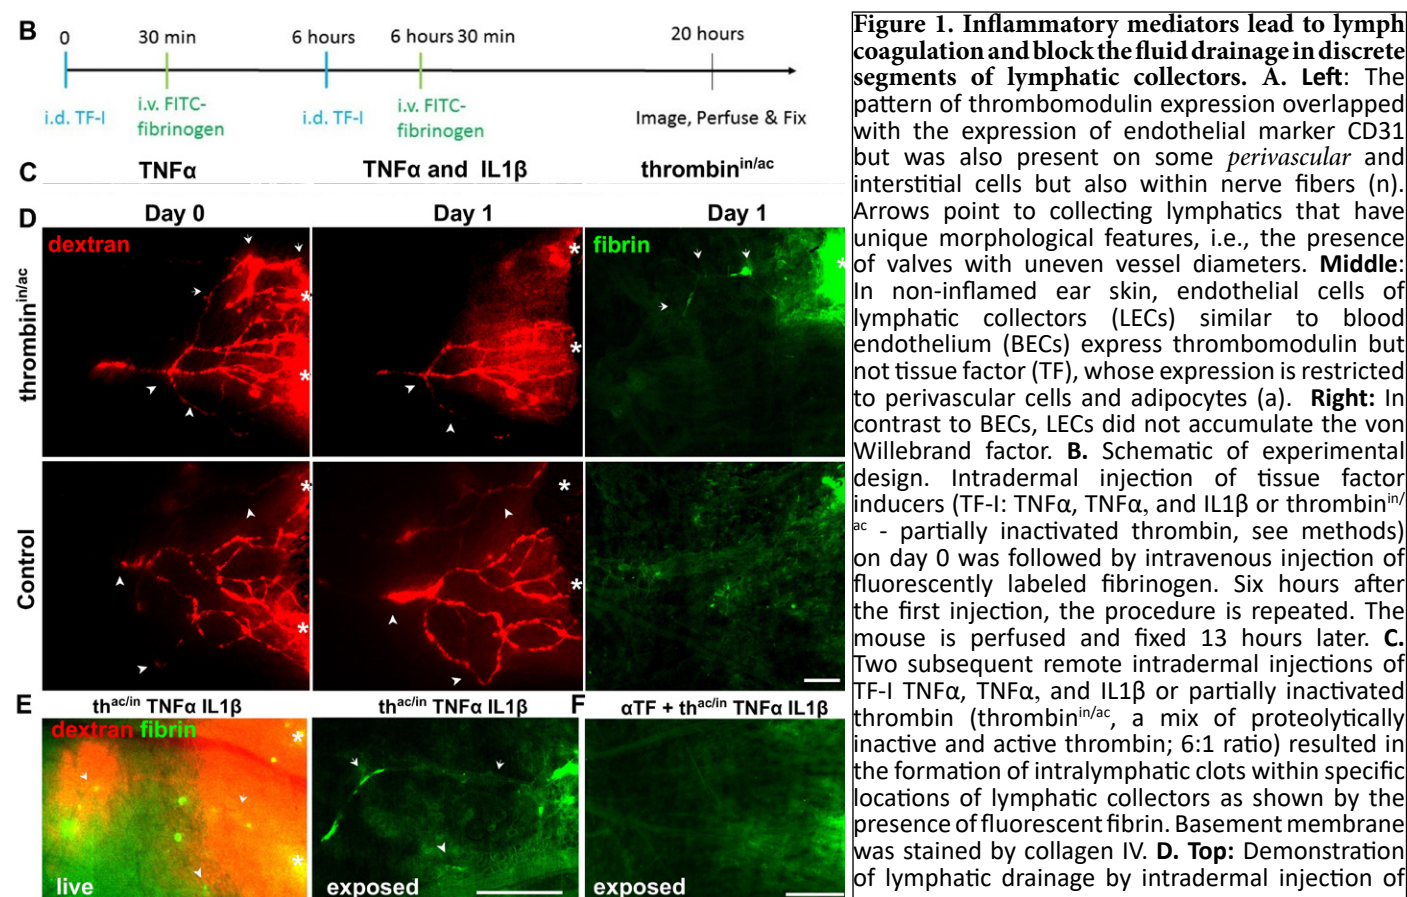 B
0
30 min
6 hours
6 hours 30 min
20 hours
i.d. TF-I
i.v. FITC-
fibrinogen
i.d. TF-I
i.v. FITC-
fibrinogen
Image, Perfuse & Fix
C
TNFα
TNFα and IL1β
thrombin^in/ac
D
Day 0
Day 1
Day 1
thrombin^in/ac
dextran
*
*
*
*
fibrin
*
Control
*
*
*
*
E
th^ac/in TNFα IL1β
th^ac/in TNFα IL1β
F
αTF + th^ac/in TNFα IL1β
dextran fibrin
*
*
live
exposed
exposed
Figure 1. Inflammatory mediators lead to lymph
coagulation and block the fluid drainage in discrete
segments of lymphatic collectors. A. Left: The
pattern of thrombomodulin expression overlapped
with the expression of endothelial marker CD31
but was also present on some perivascular and
interstitial cells but also within nerve fibers (n).
Arrows point to collecting lymphatics that have
unique morphological features, i.e., the presence
of valves with uneven vessel diameters. Middle:
In non-inflamed ear skin, endothelial cells of
lymphatic collectors (LECs) similar to blood
endothelium (BECs) express thrombomodulin but
not tissue factor (TF), whose expression is restricted
to perivascular cells and adipocytes (a). Right: In
contrast to BECs, LECs did not accumulate the von
Willebrand factor. B. Schematic of experimental
design. Intradermal injection of tissue factor
inducers (TF-I: TNFα, TNFα, and IL1β or thrombin^in/
^ac - partially inactivated thrombin, see methods)
on day 0 was followed by intravenous injection of
fluorescently labeled fibrinogen. Six hours after
the first injection, the procedure is repeated. The
mouse is perfused and fixed 13 hours later. C.
Two subsequent remote intradermal injections of
TF-I TNFα, TNFα, and IL1β or partially inactivated
thrombin (thrombin^in/ac, a mix of proteolytically
inactive and active thrombin; 6:1 ratio) resulted in
the formation of intralymphatic clots within specific
locations of lymphatic collectors as shown by the
presence of fluorescent fibrin. Basement membrane
was stained by collagen IV. D. Top: Demonstration
of lymphatic drainage by intradermal injection of